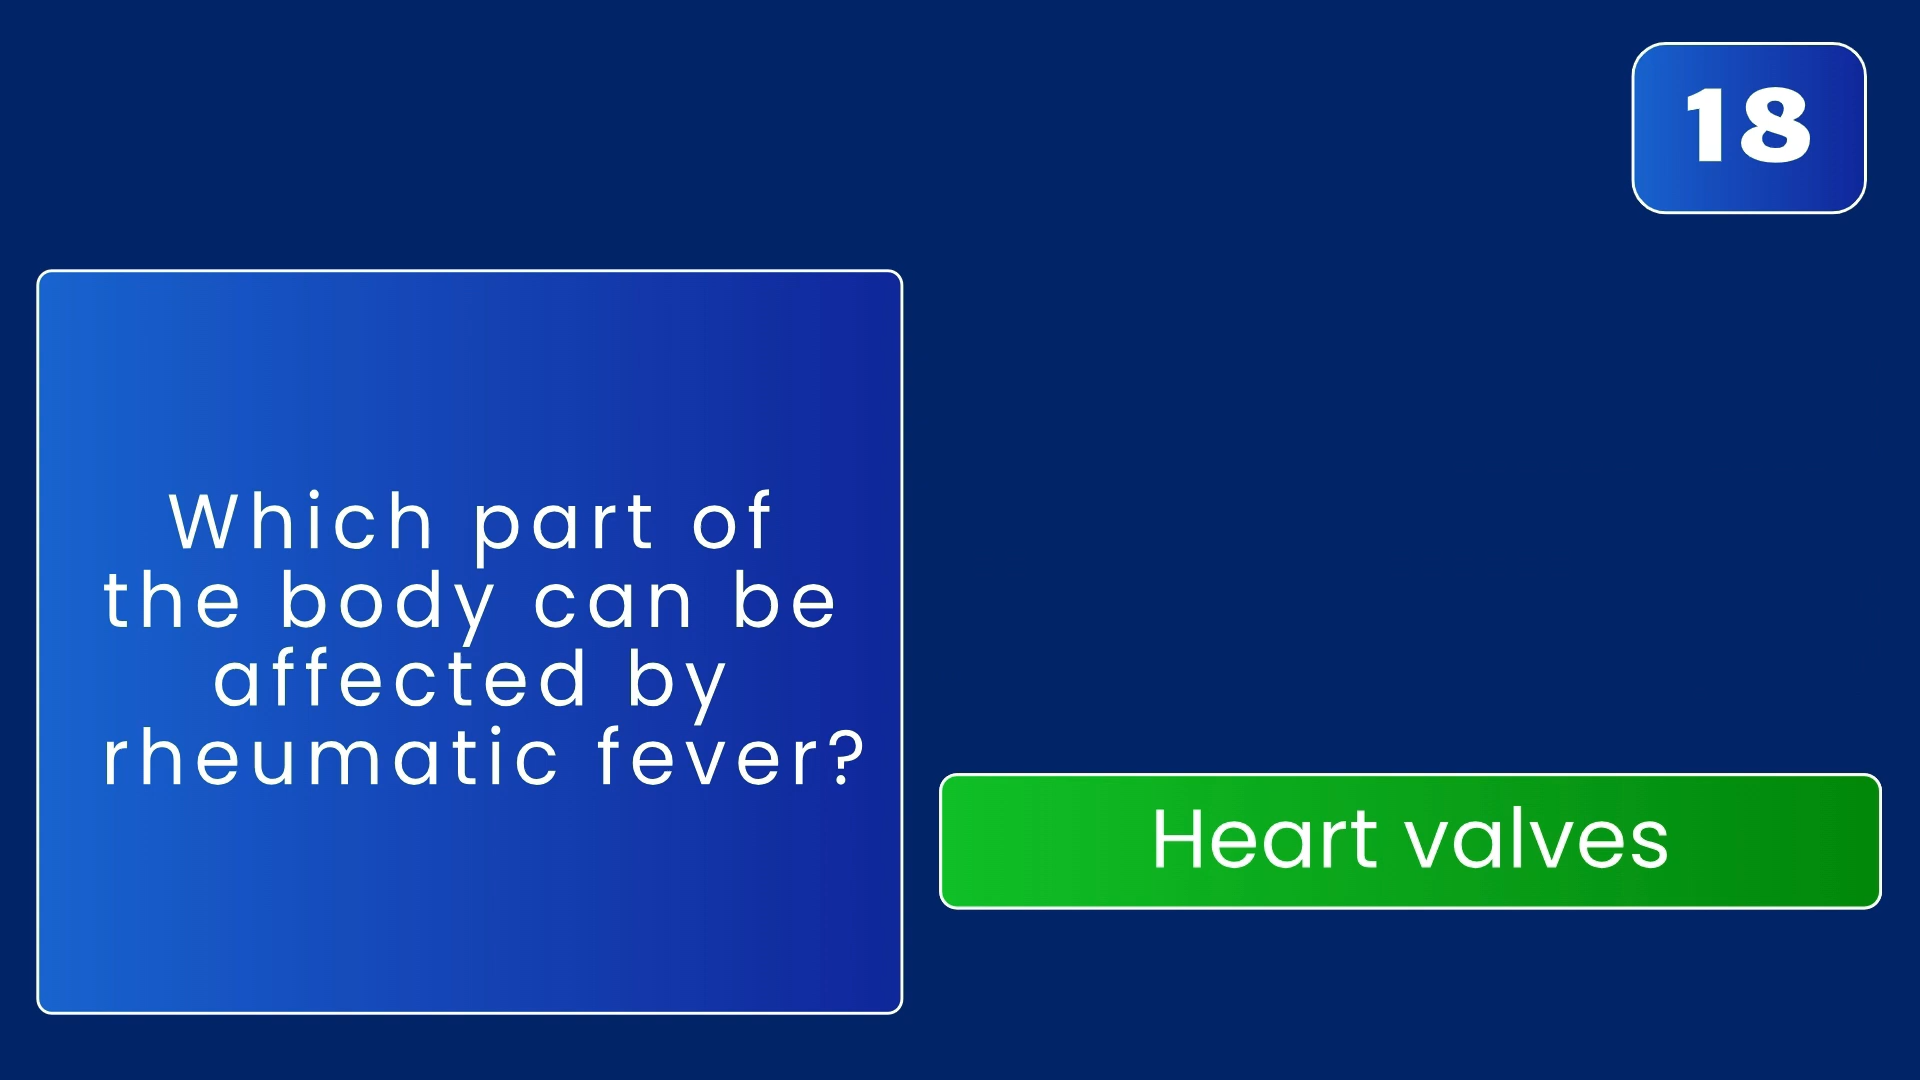 18
Which part of
the body can be
affected by
rheumatic fever?
Heart valves